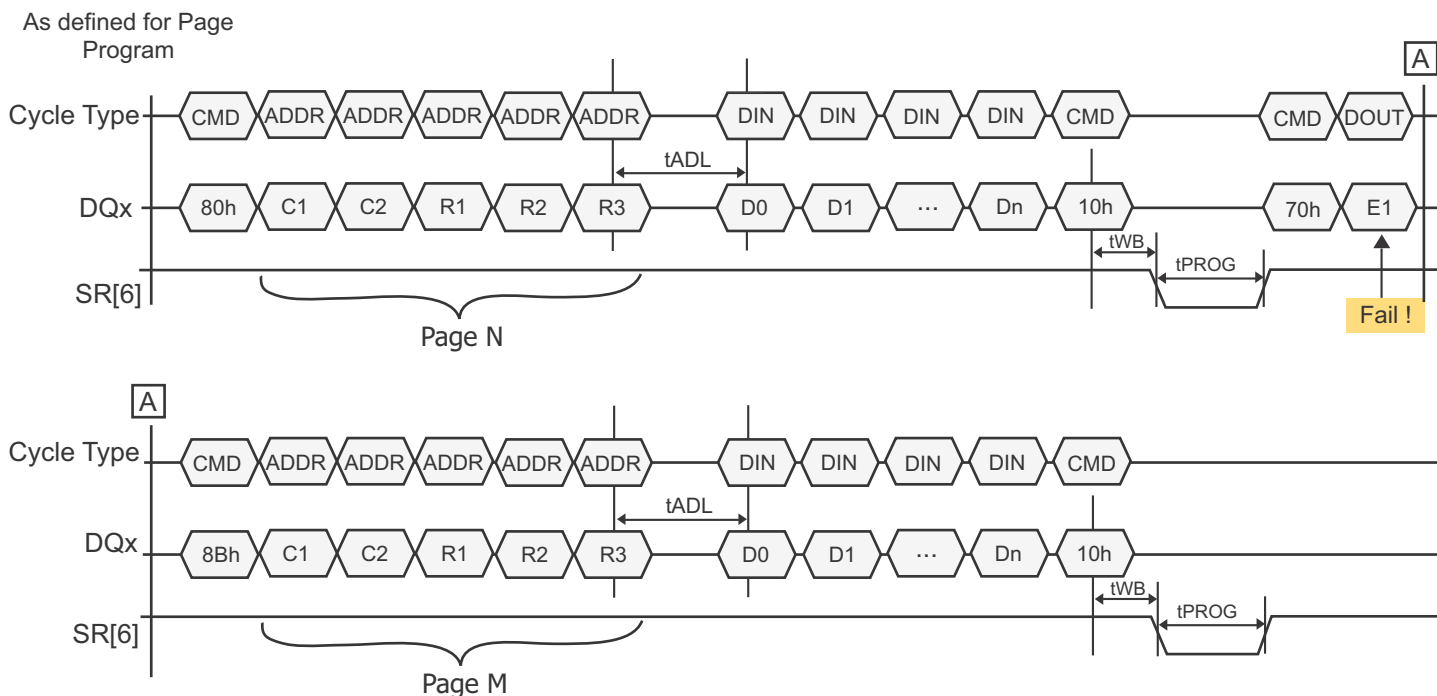 As defined for Page
Program
A
Cycle Type CMD ADDR ADDR ADDR ADDR ADDR DIN DIN DIN DIN CMD CMD DOUT
tADL
DQx 80h C1 C2 R1 R2 R3 D0 D1 ... Dn 10h 70h E1
tWB
tPROG
SR[6]
Fail !
Page N
A
Cycle Type CMD ADDR ADDR ADDR ADDR ADDR DIN DIN DIN DIN CMD
tADL
DQx 8Bh C1 C2 R1 R2 R3 D0 D1 ... Dn 10h
tWB
tPROG
SR[6]
Page M